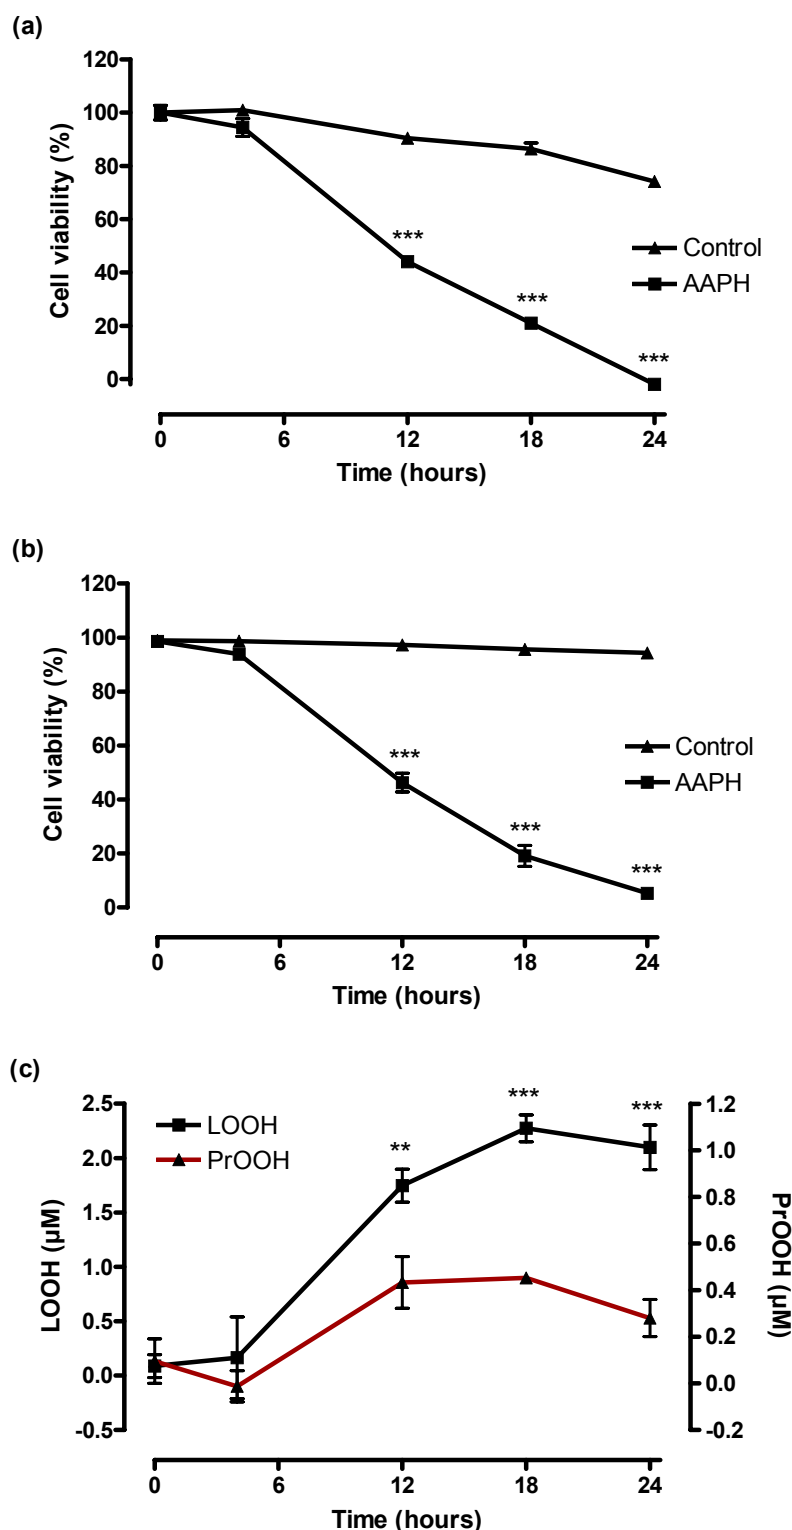 (a)
120
100
80
60
40
20
0
Cell viability (%)
***
***
***
Control
AAPH
0 6 12 18 24
Time (hours)
(b)
120
100
80
60
40
20
0
Cell viability (%)
***
***
***
Control
AAPH
0 6 12 18 24
Time (hours)
(c)
2.5
2.0
1.5
1.0
0.5
0.0
-0.5
LOOH (µM)
LOOH
PrOOH
**
***
***
1.2
1.0
0.8
0.6
0.4
0.2
0.0
-0.2
PrOOH (µM)
0 6 12 18 24
Time (hours)